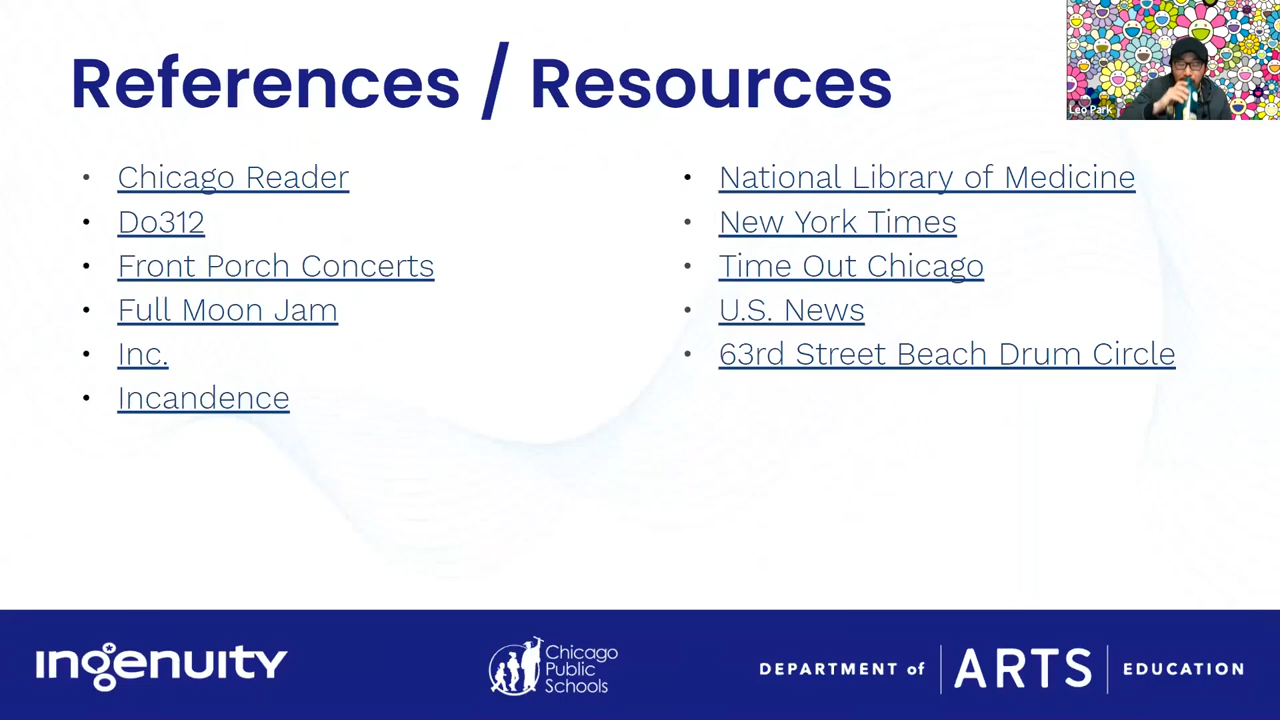 References / Resources
Leo Park
Chicago Reader
Do312
Front Porch Concerts
Full Moon Jam
Inc.
Incandence
National Library of Medicine
New York Times
Time Out Chicago
U.S. News
63rd Street Beach Drum Circle
ingenuity
Chicago
Public
Schools
DEPARTMENT of ARTS EDUCATION